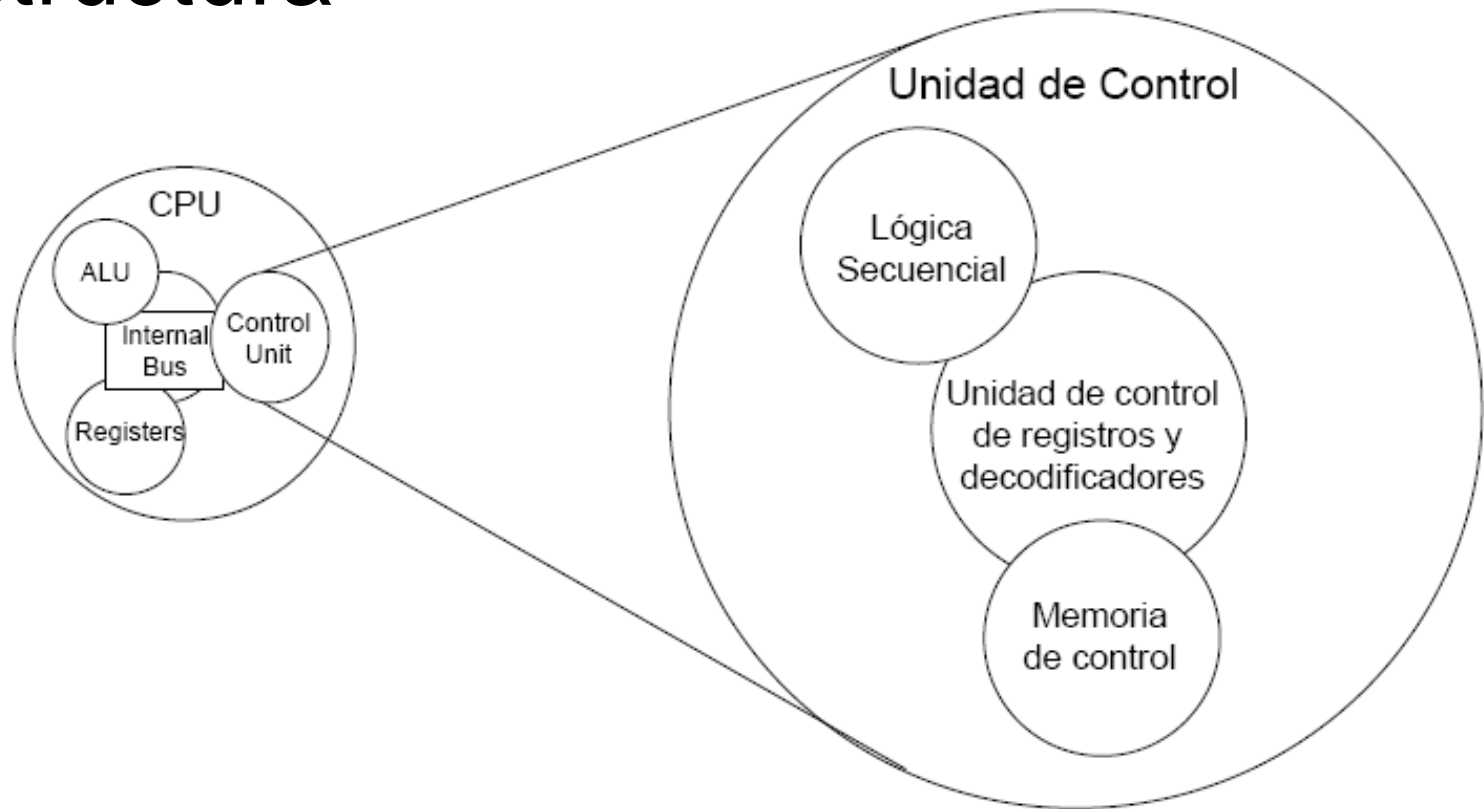 CPU
ALU
Internal
Bus
Control
Unit
Registers
Unidad de Control
Lógica
Secuencial
Unidad de control
de registros y
decodificadores
Memoria
de control